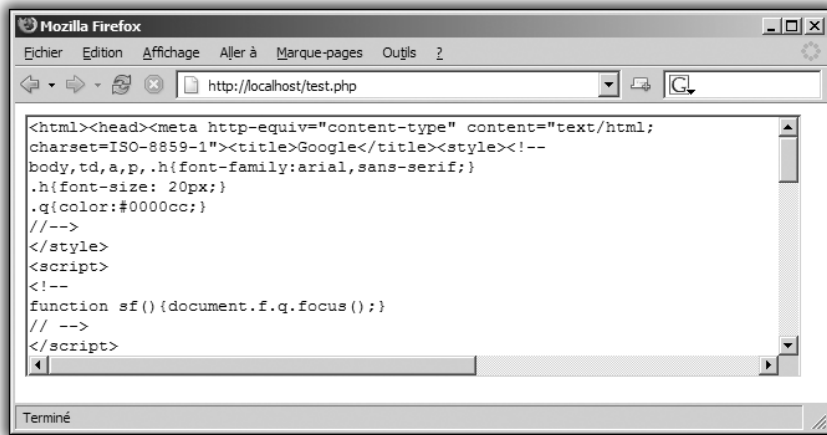 Mozilla Firefox
Fichier Edition Affichage Aller à Marque-pages Outils ?
http://localhost/test.php
G
<html><head><meta http-equiv="content-type" content="text/html;
charset=ISO-8859-1"><title>Google</title><style><!--
body,td,a,p,.h{font-family:arial,sans-serif;}
.h{font-size: 20px;}
.q{color:#0000cc;}
//-->
</style>
<script>
<!--
function sf(){document.f.q.focus();}
// -->
</script>
Terminé